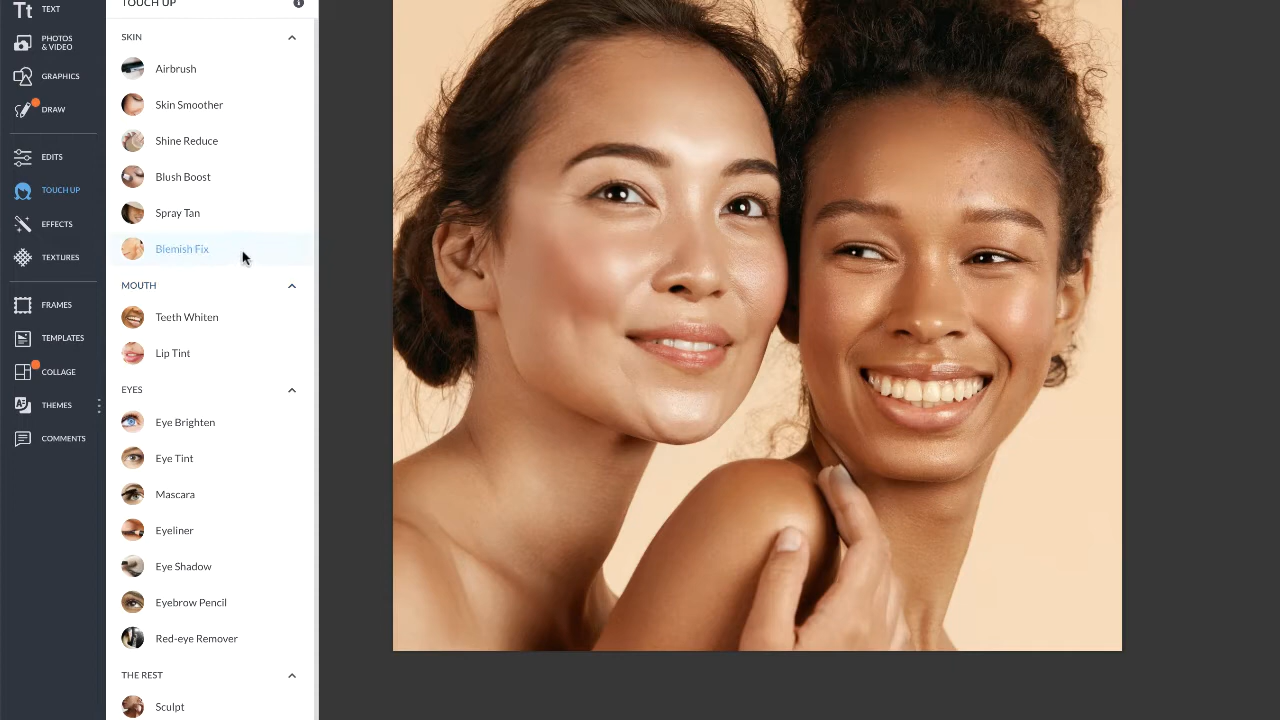 TEXT
PHOTOS
& VIDEO
GRAPHICS
DRAW
EDITS
TOUCH UP
EFFECTS
TEXTURES
FRAMES
TEMPLATES
COLLAGE
THEMES
COMMENTS
TOUCH UP
SKIN
Airbrush
Skin Smoother
Shine Reduce
Blush Boost
Spray Tan
Blemish Fix
MOUTH
Teeth Whiten
Lip Tint
EYES
Eye Brighten
Eye Tint
Mascara
Eyeliner
Eye Shadow
Eyebrow Pencil
Red-eye Remover
THE REST
Sculpt